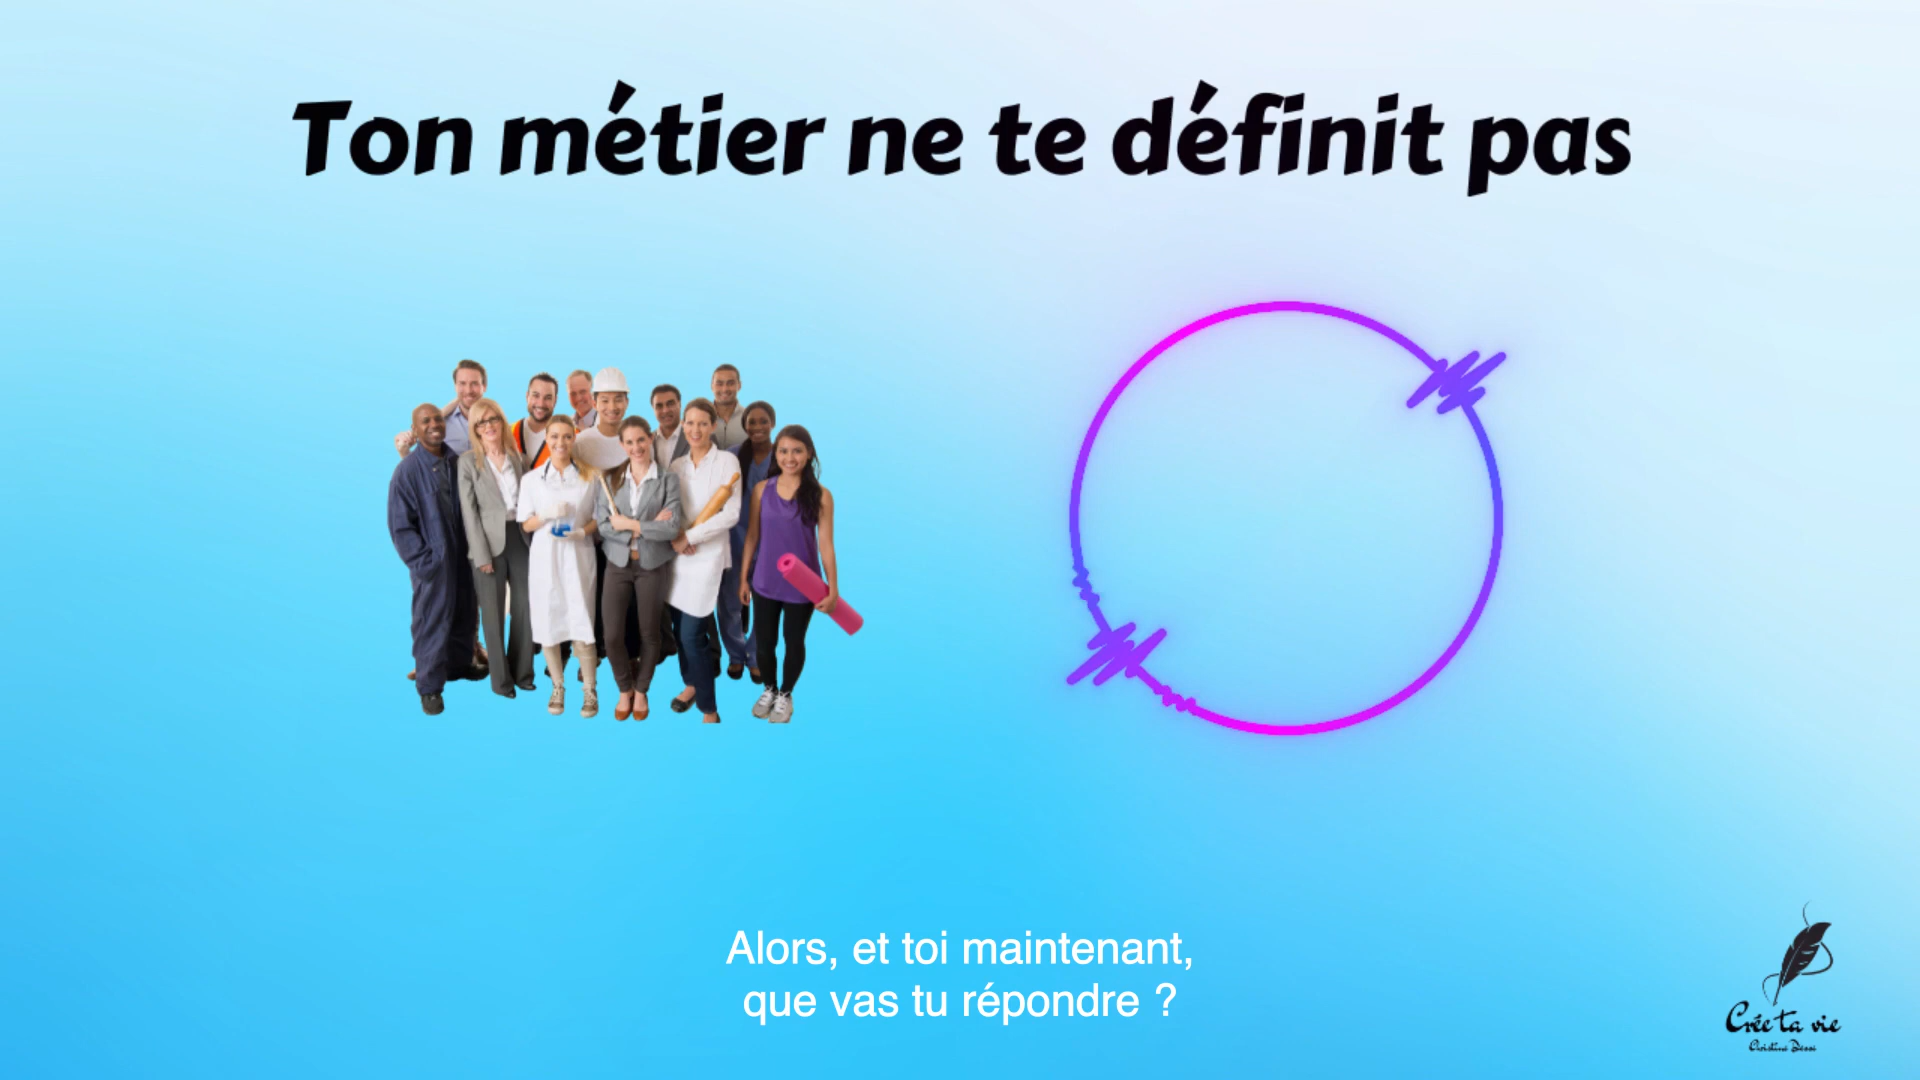 Ton métier ne te définit pas
Alors, et toi maintenant,
que vas tu répondre ?
Crée ta vie